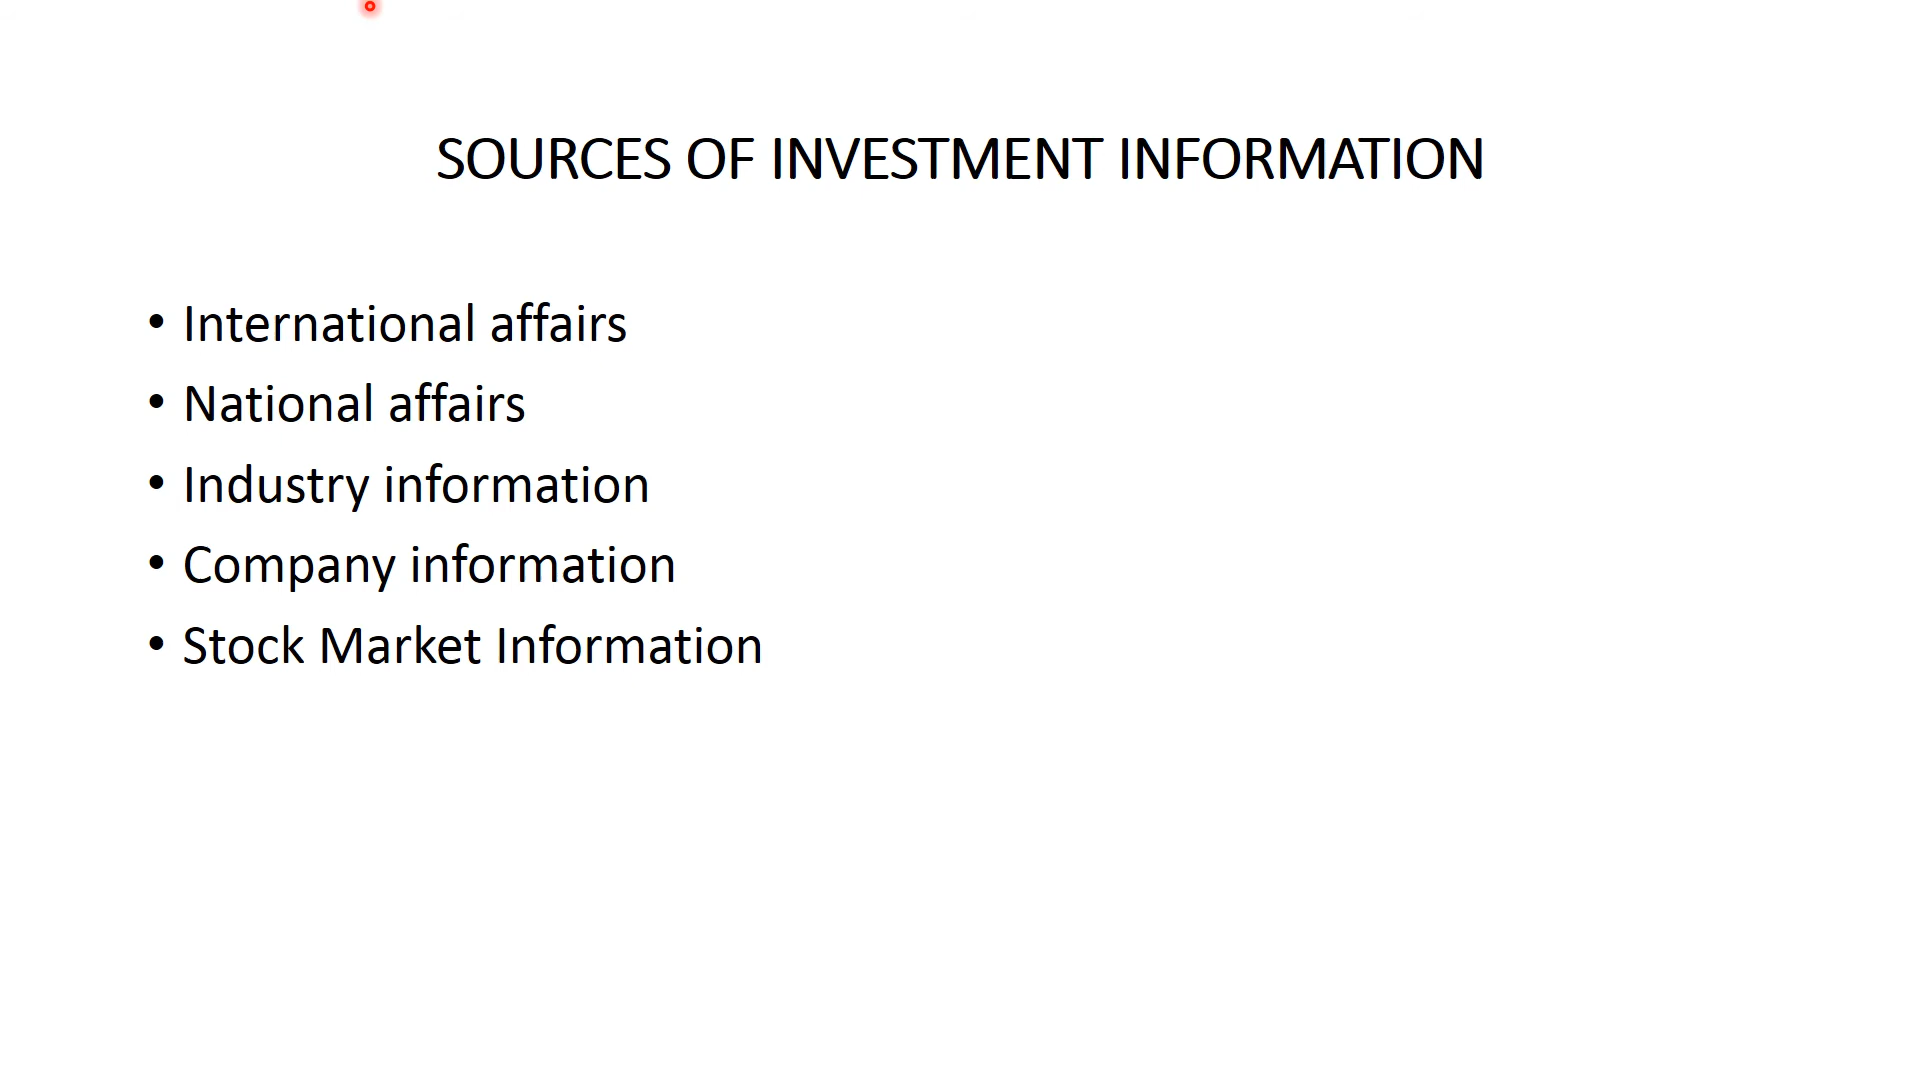 SOURCES OF INVESTMENT INFORMATION
• International affairs
• National affairs
• Industry information
• Company information
• Stock Market Information